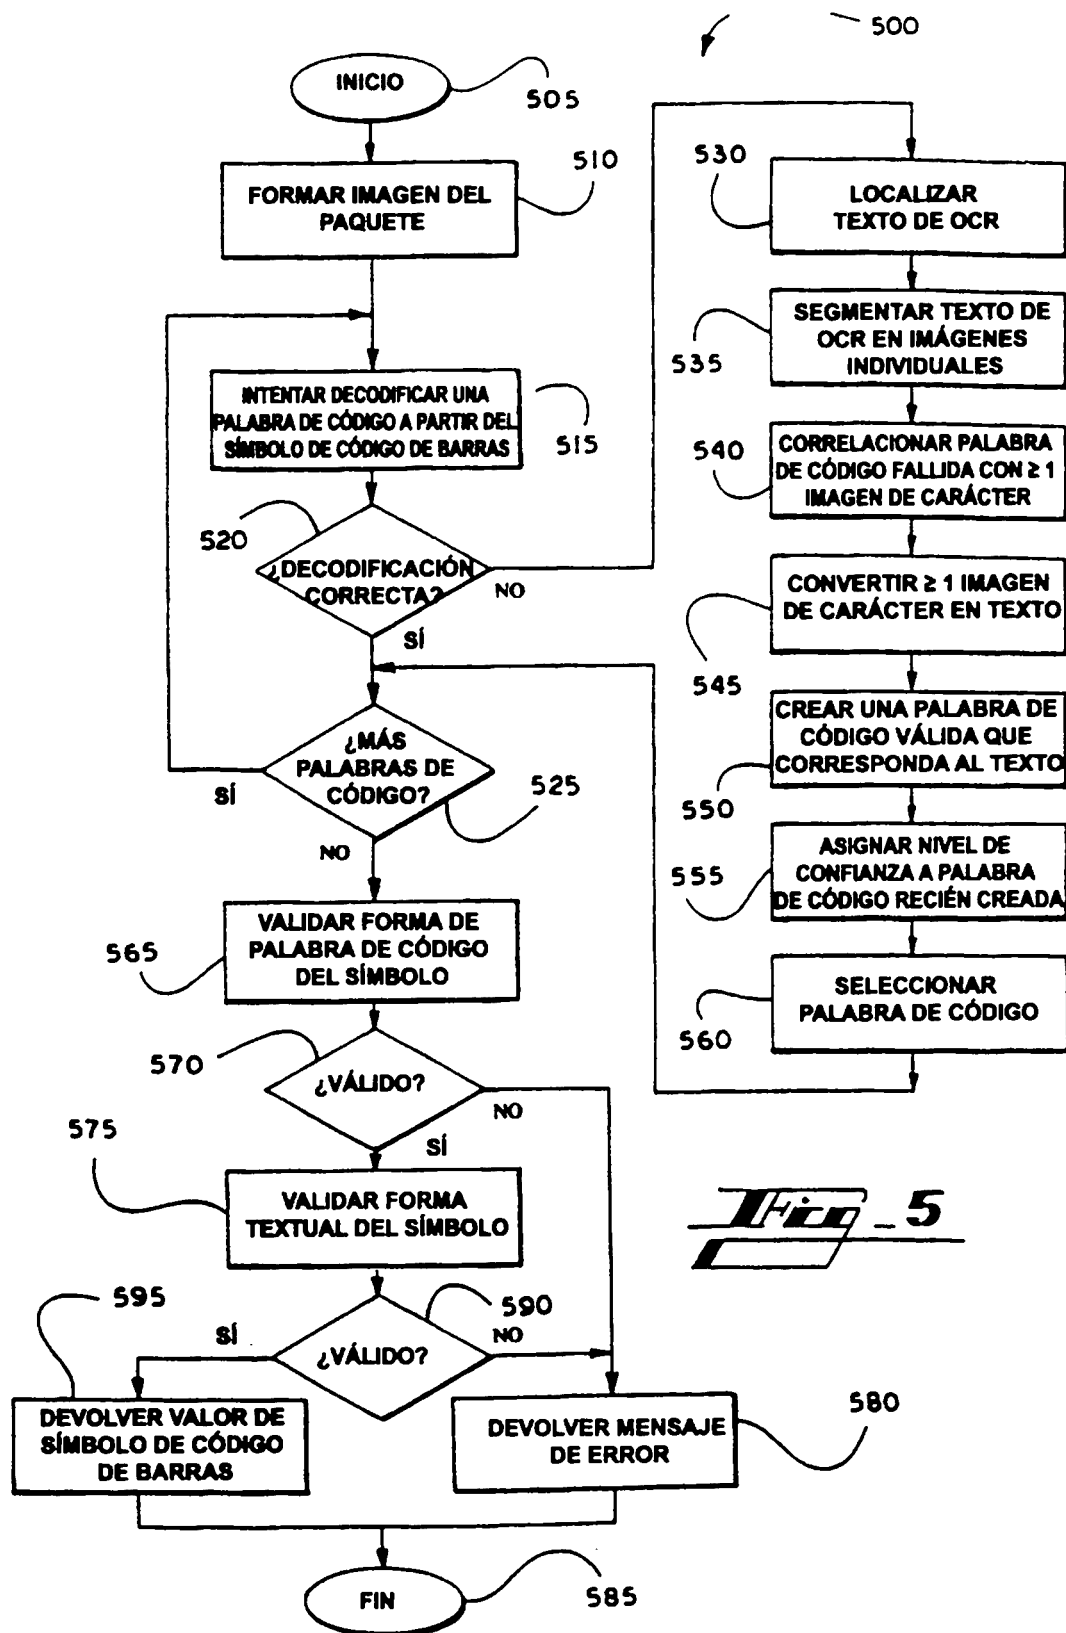 500
INICIO
505
FORMAR IMAGEN DEL
PAQUETE
510
INTENTAR DECODIFICAR UNA
PALABRA DE CÓDIGO A PARTIR DEL
SÍMBOLO DE CÓDIGO DE BARRAS
515
520
¿DECODIFICACIÓN
CORRECTA?
NO
SÍ
¿MÁS
PALABRAS DE
CÓDIGO?
SÍ
525
NO
530
LOCALIZAR
TEXTO DE OCR
SEGMENTAR TEXTO DE
OCR EN IMÁGENES
INDIVIDUALES
535
540
CORRELACIONAR PALABRA
DE CÓDIGO FALLIDA CON ≥ 1
IMAGEN DE CARÁCTER
CONVERTIR ≥ 1 IMAGEN
DE CARÁCTER EN TEXTO
545
CREAR UNA PALABRA DE
CÓDIGO VÁLIDA QUE
CORRESPONDA AL TEXTO
550
ASIGNAR NIVEL DE
CONFIANZA A PALABRA
DE CÓDIGO RECIÉN CREADA
555
SELECCIONAR
PALABRA DE CÓDIGO
560
VALIDAR FORMA DE
PALABRA DE CÓDIGO
DEL SÍMBOLO
565
570
¿VÁLIDO?
NO
SÍ
575
VALIDAR FORMA
TEXTUAL DEL SÍMBOLO
595
590
SÍ
¿VÁLIDO?
NO
DEVOLVER VALOR DE
SÍMBOLO DE CÓDIGO
DE BARRAS
DEVOLVER MENSAJE
DE ERROR
580
FIN
585
Fig_5